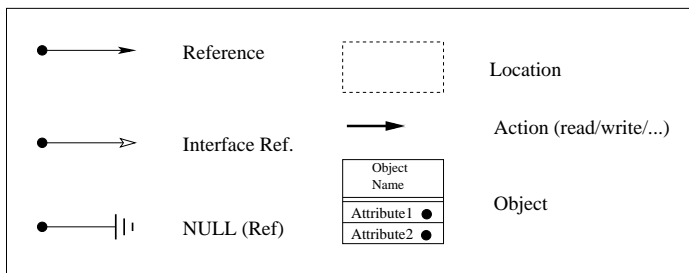 Reference
Interface Ref.
NULL (Ref)
Location
Action (read/write/...)
Object
Name
Attribute1
Attribute2
Object